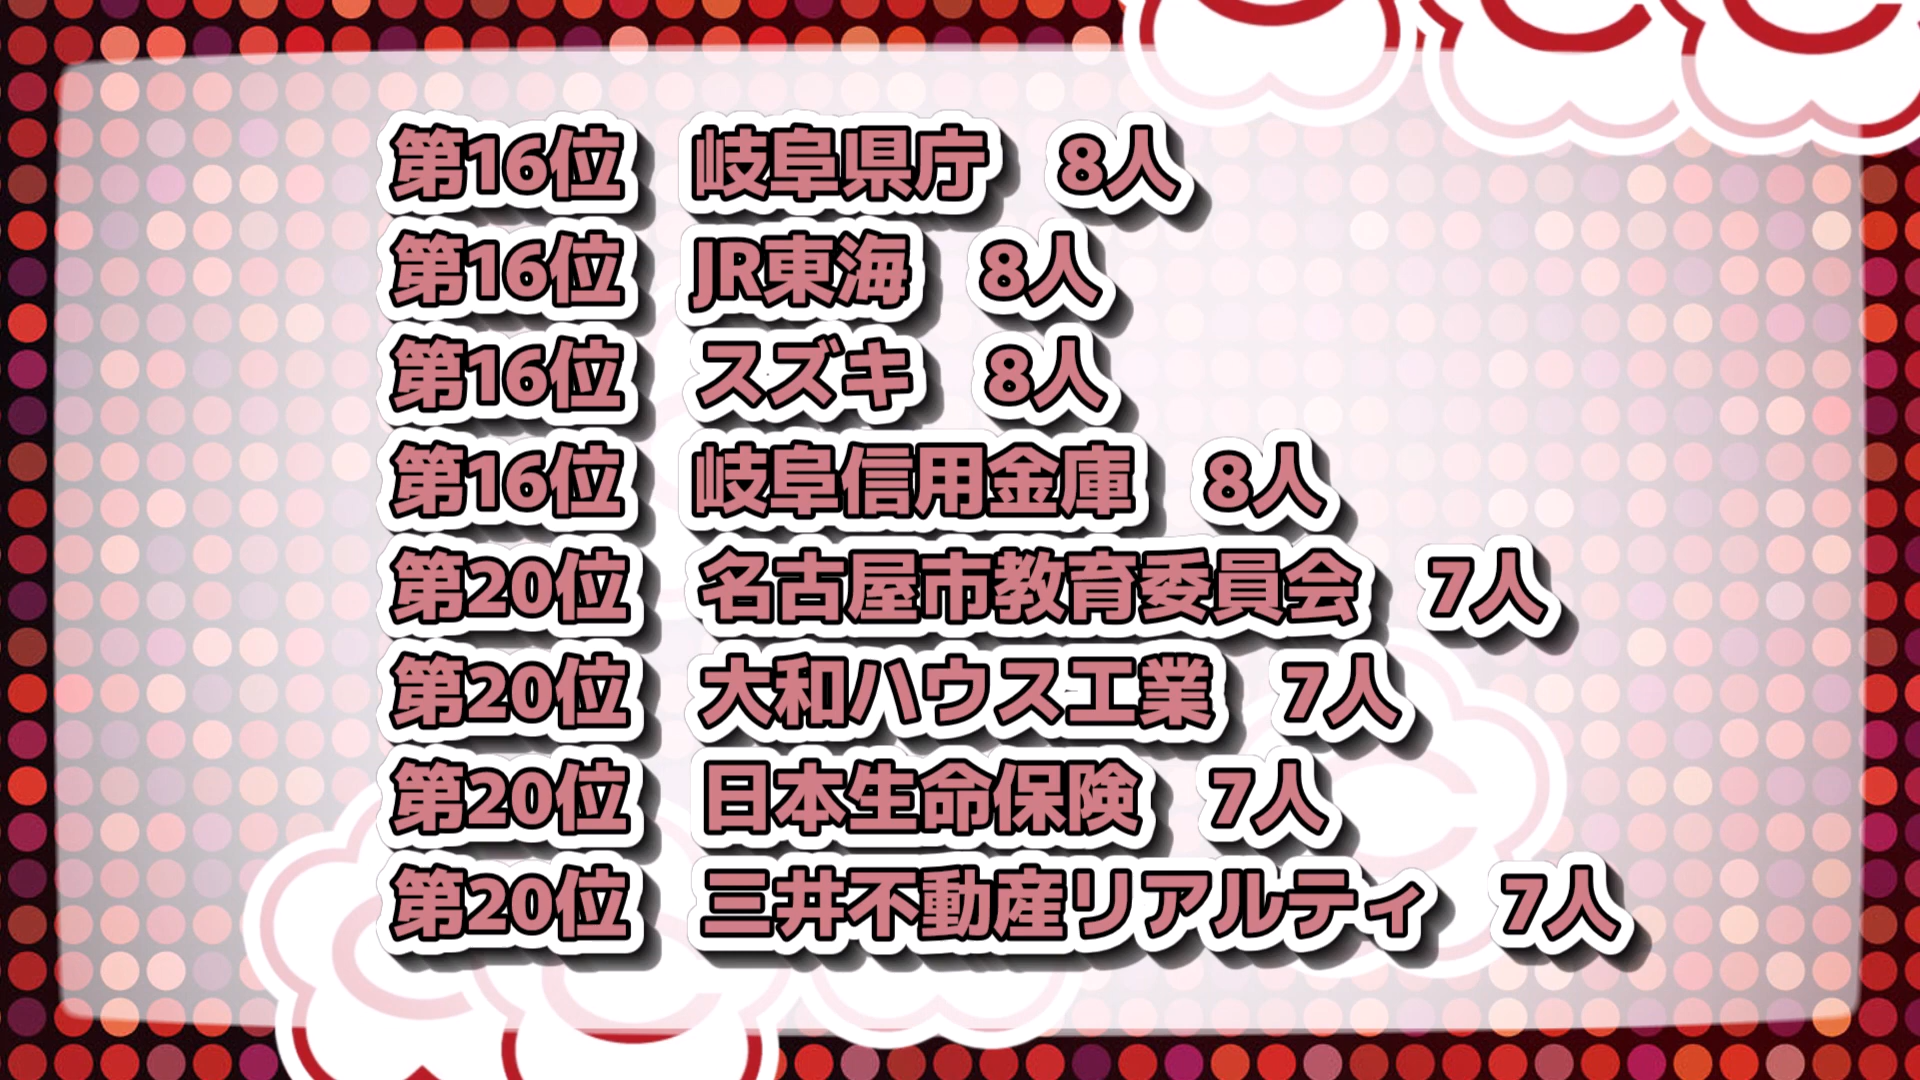 第16位　岐阜県庁　8人
第16位　JR東海　8人
第16位　スズキ　8人
第16位　岐阜信用金庫　8人
第20位　名古屋市教育委員会　7人
第20位　大和ハウス工業　7人
第20位　日本生命保険　7人
第20位　三井不動産リアルティ　7人